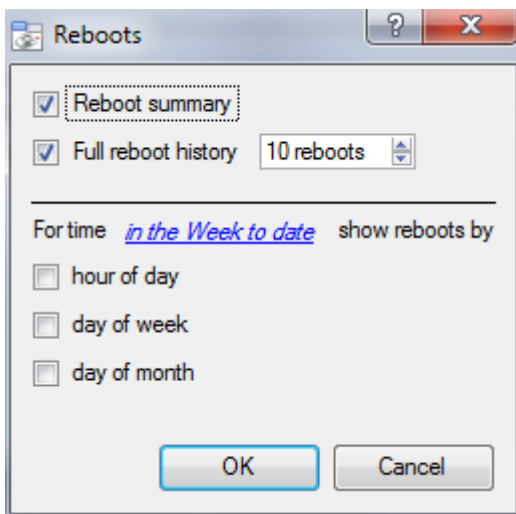 Reboots
Reboot summary
Full reboot history 10 reboots
For time in the Week to date show reboots by
hour of day
day of week
day of month
OK Cancel